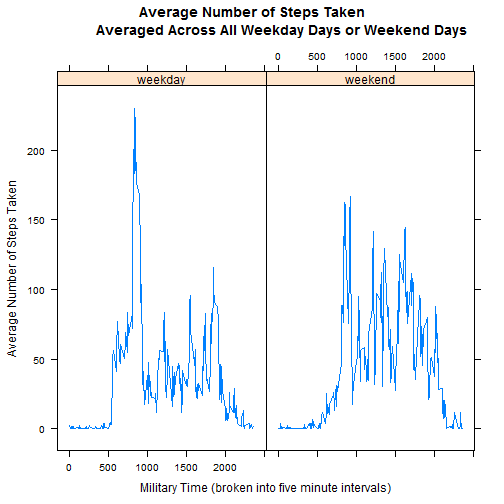 Average Number of Steps Taken
Averaged Across All Weekday Days or Weekend Days
0 500 1000 1500 2000
weekday weekend
Average Number of Steps Taken
200
150
100
50
0
0 500 1000 1500 2000
Military Time (broken into five minute intervals)